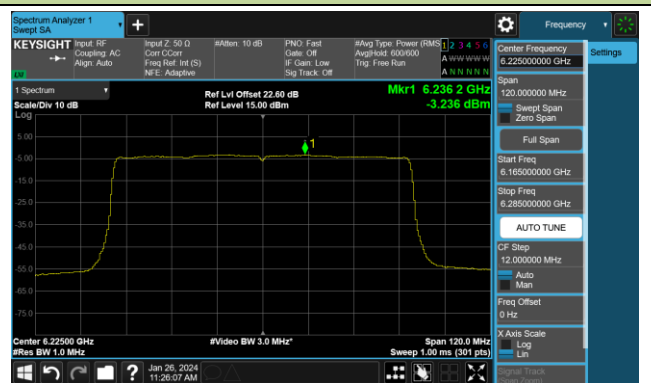 Spectrum Analyzer 1
Swept SA
Frequency
KEYSIGHT
Input: RF
Coupling: AC
Align: Auto
Input Z: 50 Ω
Corr CCorr
Freq Ref: Int (S)
NFE: Adaptive
#Atten: 10 dB
PNO: Fast
Gate: Off
IF Gain: Low
Sig Track: Off
#Avg Type: Power (RMS)
Avg|Hold: 600/600
Trig: Free Run
1 2 3 4 5 6
A WW WW W
A N N N N N
LXI
1 Spectrum
Scale/Div 10 dB
Log
Ref Lvl Offset 22.60 dB
Ref Level 15.00 dBm
Mkr1 6.236 2 GHz
-3.236 dBm
1
5.00
-5.00
-15.0
-25.0
-35.0
-45.0
-55.0
-65.0
-75.0
Center 6.22500 GHz
#Res BW 1.0 MHz
#Video BW 3.0 MHz*
Span 120.0 MHz
Sweep 1.00 ms (301 pts)
Center Frequency
6.225000000 GHz
Settings
Span
120.000000 MHz
Swept Span
Zero Span
Full Span
Start Freq
6.165000000 GHz
Stop Freq
6.285000000 GHz
AUTO TUNE
CF Step
12.000000 MHz
Auto
Man
Freq Offset
0 Hz
X Axis Scale
Log
Lin
Signal Track
(Span Zoom)
?
Jan 26, 2024
11:26:07 AM